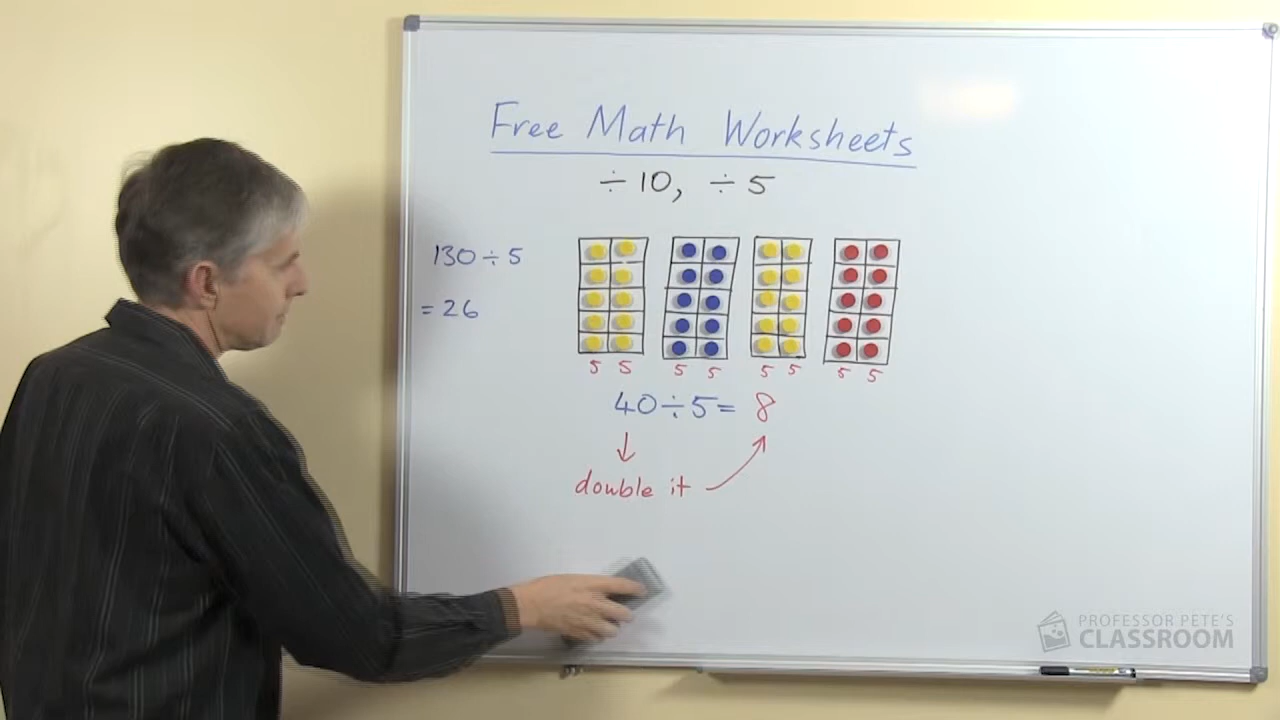 Free Math Worksheets
÷ 10, ÷ 5
130 ÷ 5
= 26
5 5 5 5 5 5 5 5
40 ÷ 5 = 8
double it
PROFESSOR PETE'S
CLASSROOM